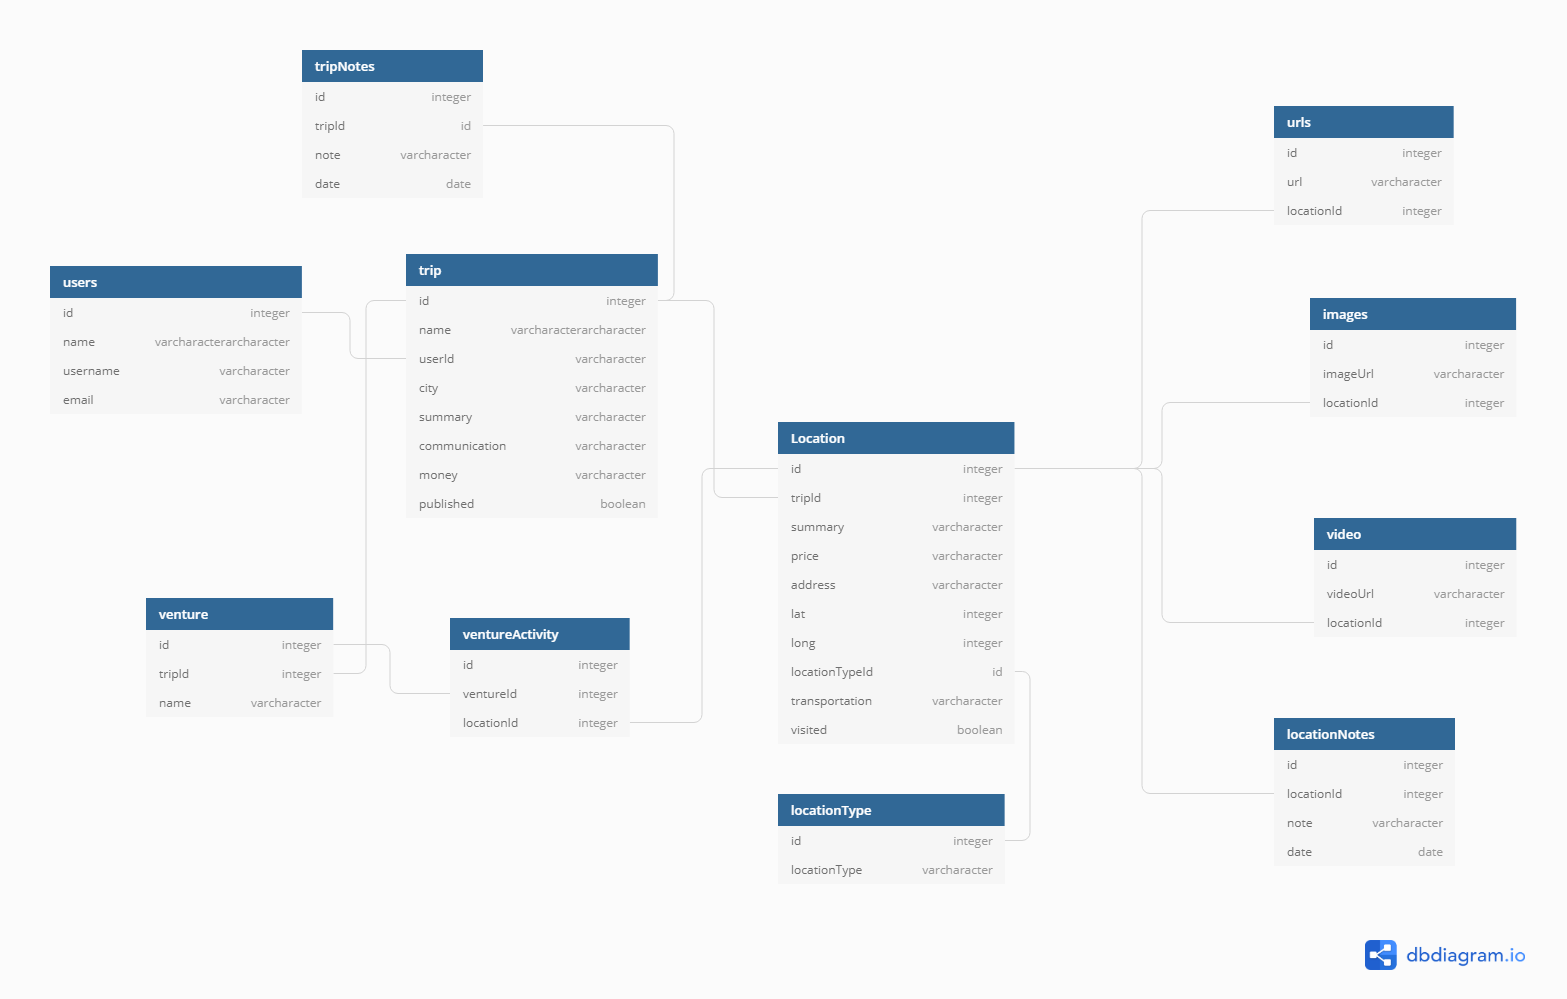 tripNotes
id integer
tripId id
note varcharacter
date date
users
id integer
name varcharacterarcharacter
username varcharacter
email varcharacter
trip
id integer
name varcharacterarcharacter
userId varcharacter
city varcharacter
summary varcharacter
communication varcharacter
money varcharacter
published boolean
venture
id integer
tripId integer
name varcharacter
ventureActivity
id integer
ventureId integer
locationId integer
Location
id integer
tripId integer
summary varcharacter
price varcharacter
address varcharacter
lat integer
long integer
locationTypeId id
transportation varcharacter
visited boolean
locationType
id integer
locationType varcharacter
urls
id integer
url varcharacter
locationId integer
images
id integer
imageUrl varcharacter
locationId integer
video
id integer
videoUrl varcharacter
locationId integer
locationNotes
id integer
locationId integer
note varcharacter
date date
dbdiagram.io